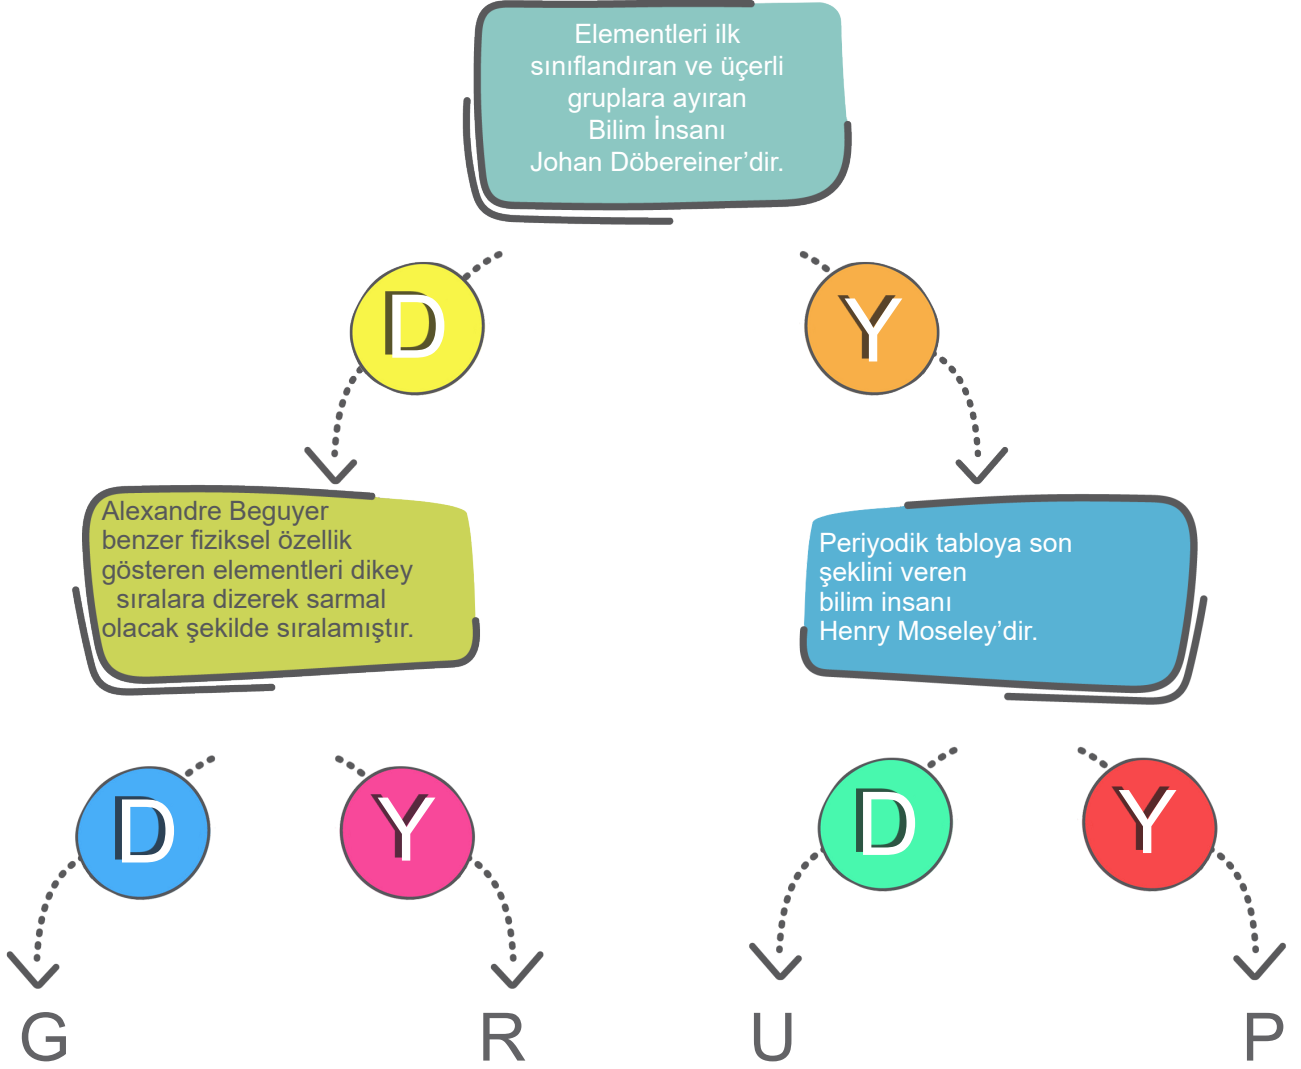 Elementleri ilk
sınıflandıran ve üçerli
gruplara ayıran
Bilim İnsanı
Johan Döbereiner’dir.
D
Y
Alexandre Beguyer
benzer fiziksel özellik
gösteren elementleri dikey
sıralara dizerek sarmal
olacak şekilde sıralamıştır.
Periyodik tabloya son
şeklini veren
bilim insanı
Henry Moseley’dir.
D
Y
D
Y
G
R
U
P